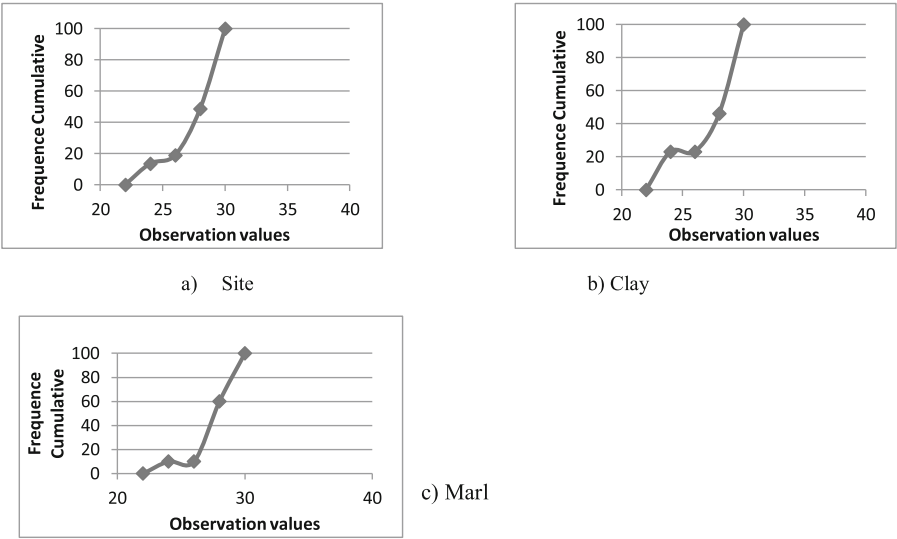 Frequence Cumulative
100
80
60
40
20
0
20 25 30 35 40
Observation values
a) Site
Frequence Cumulative
100
80
60
40
20
0
20 25 30 35 40
Observation values
b) Clay
Frequence
Cumulative
100
80
60
40
20
0
20 30 40
Observation values
c) Marl